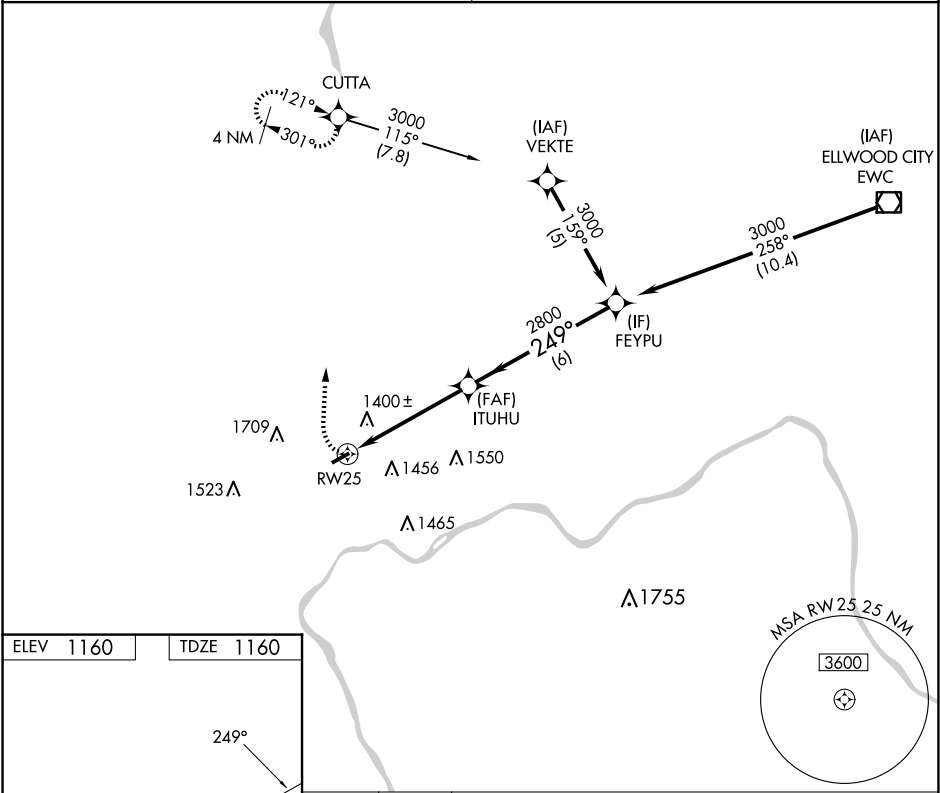 CUTTA
121°
301°
4 NM
3000
115°
(7.8)
(IAF)
VEKTE
3000
159°
(5)
(IAF)
ELLWOOD CITY
EWC
3000
258°
(10.4)
(IF)
FEYPU
2800
249°
(6)
(FAF)
ITUHU
1400 ±
1709
RW25
1456
1550
1523
1465
1755
MSA RW 25 25 NM
3600
ELEV 1160
TDZE 1160
249°